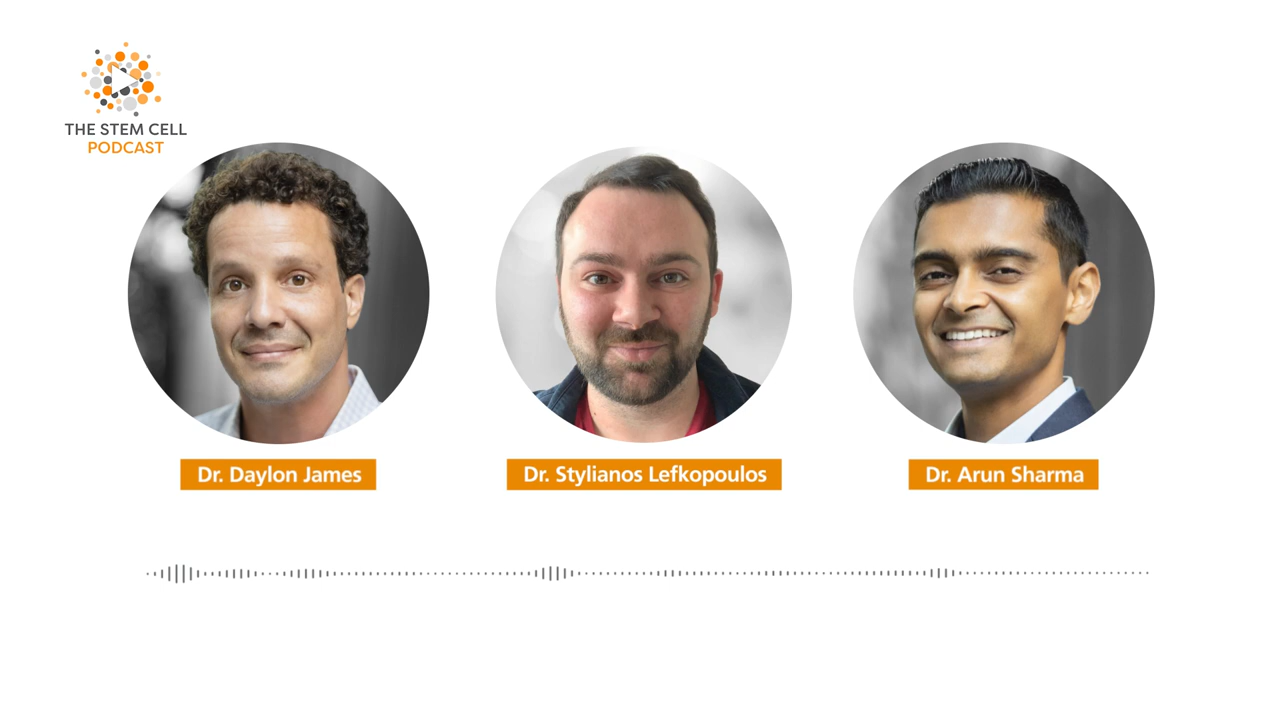 THE STEM CELL
PODCAST
Dr. Daylon James
Dr. Stylianos Lefkopoulos
Dr. Arun Sharma